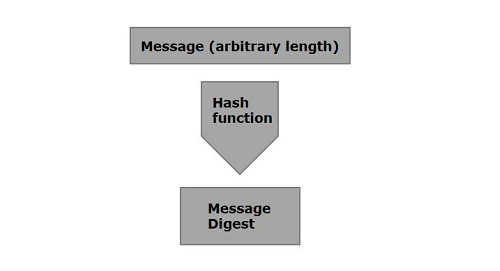 Message (arbitrary length)
Hash
function
Message
Digest